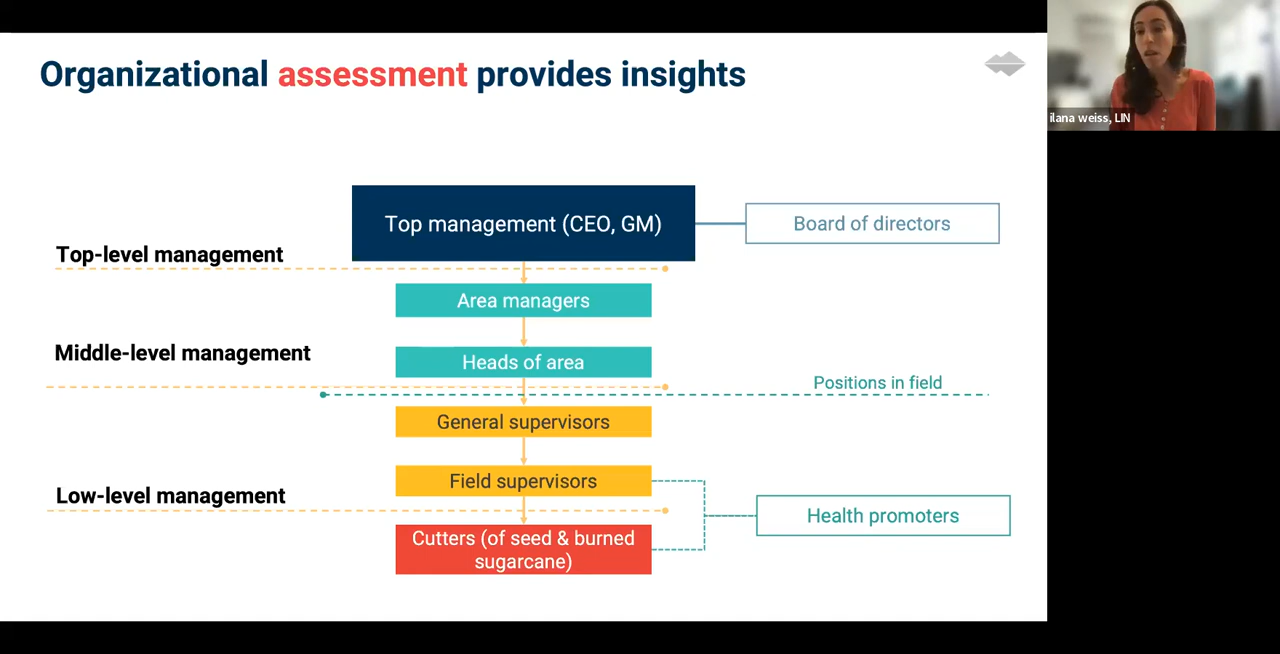 Organizational assessment provides insights
ilana weiss, LIN
Top management (CEO, GM)
Board of directors
Top-level management
Area managers
Middle-level management
Heads of area
Positions in field
General supervisors
Field supervisors
Low-level management
Health promoters
Cutters (of seed & burned
sugarcane)